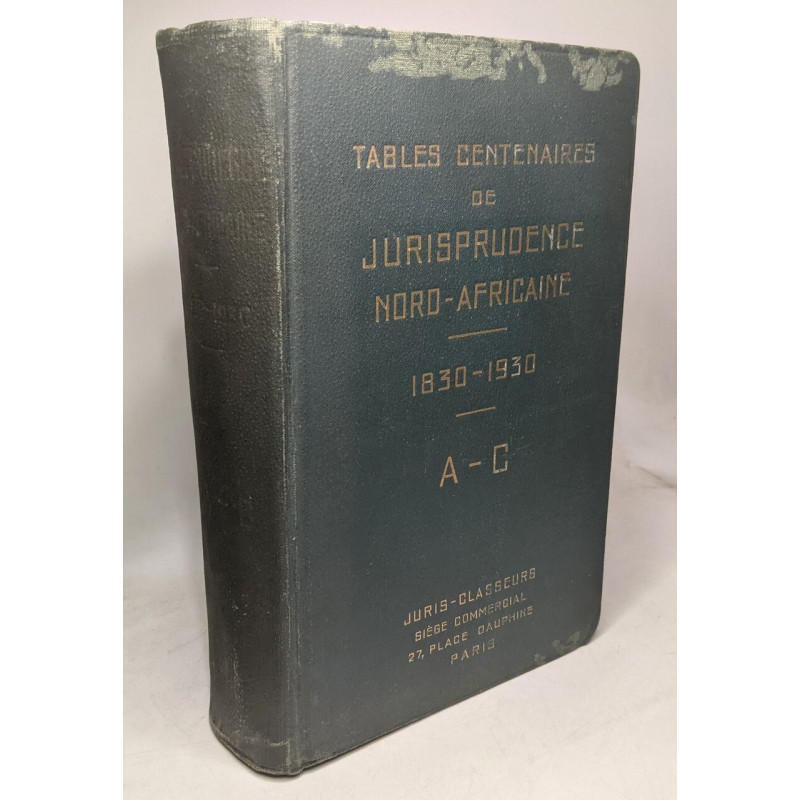 TABLES CENTENAIRES
DE
JURISPRUDENCE
NORD-AFRICAINE
1830-1930
A-C
JURIS-CLASSEURS
SIÈGE COMMERCIAL
27, PLACE DAUPHINE
PARIS